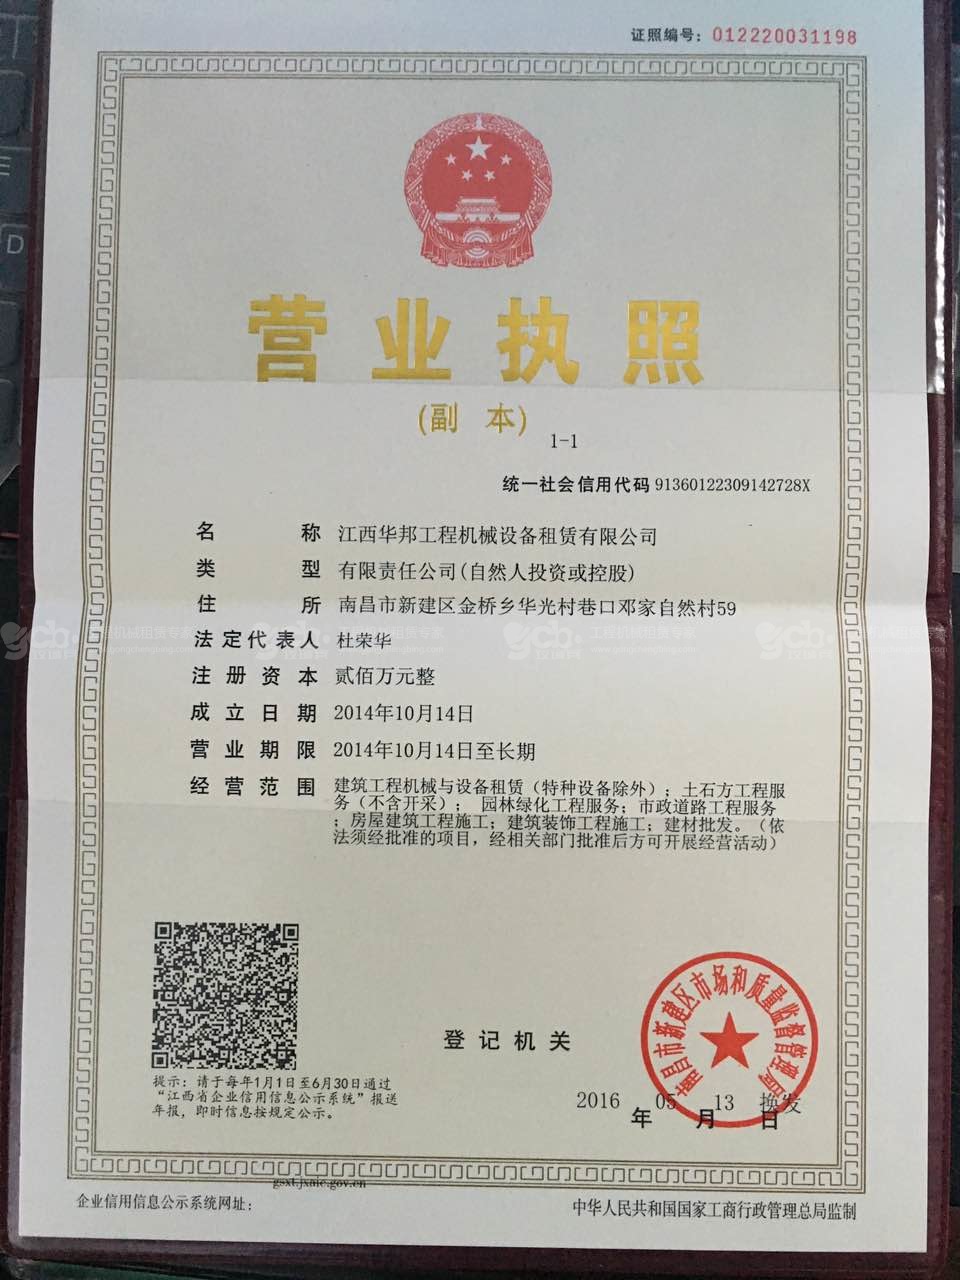 证照编号：012220031198
营业执照
(副 本)
1-1
统一社会信用代码 91360122309142728X
名 称 江西华邦工程机械设备租赁有限公司
类 型 有限责任公司(自然人投资或控股)
住 所 南昌市新建区金桥乡华光村巷口邓家自然村59
法定代表人 杜荣华
注册资本 贰佰万元整
成立日期 2014年10月14日
营业期限 2014年10月14日至长期
经营范围 建筑工程机械与设备租赁（特种设备除外）；土石方工程服
务（不含开采）； 园林绿化工程服务；市政道路工程服务
；房屋建筑工程施工；建筑装饰工程施工；建材批发。（依
法须经批准的项目，经相关部门批准后方可开展经营活动）
南昌市新建区市场和质量监督管理局
登记机关
2016年05月13日换发
提示：请于每年1月1日至6月30日通过
“江西省企业信用信息公示系统”报送
年报，即时信息按规定公示。
gsxt.jxaic.gov.cn
企业信用信息公示系统网址：
中华人民共和国国家工商行政管理总局监制
工程机械租赁专家
E
D